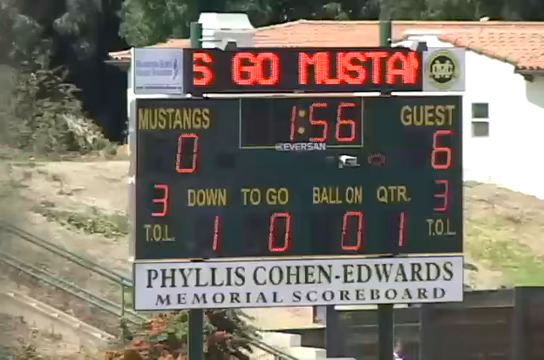 S GO MUSTAN
MUSTANGS 1:56 GUEST
0 EVERSAN 6
3 DOWN TO GO BALL ON QTR. 3
T.O.L. 1 0 0 1 T.O.L.
PHYLLIS COHEN-EDWARDS
MEMORIAL SCOREBOARD